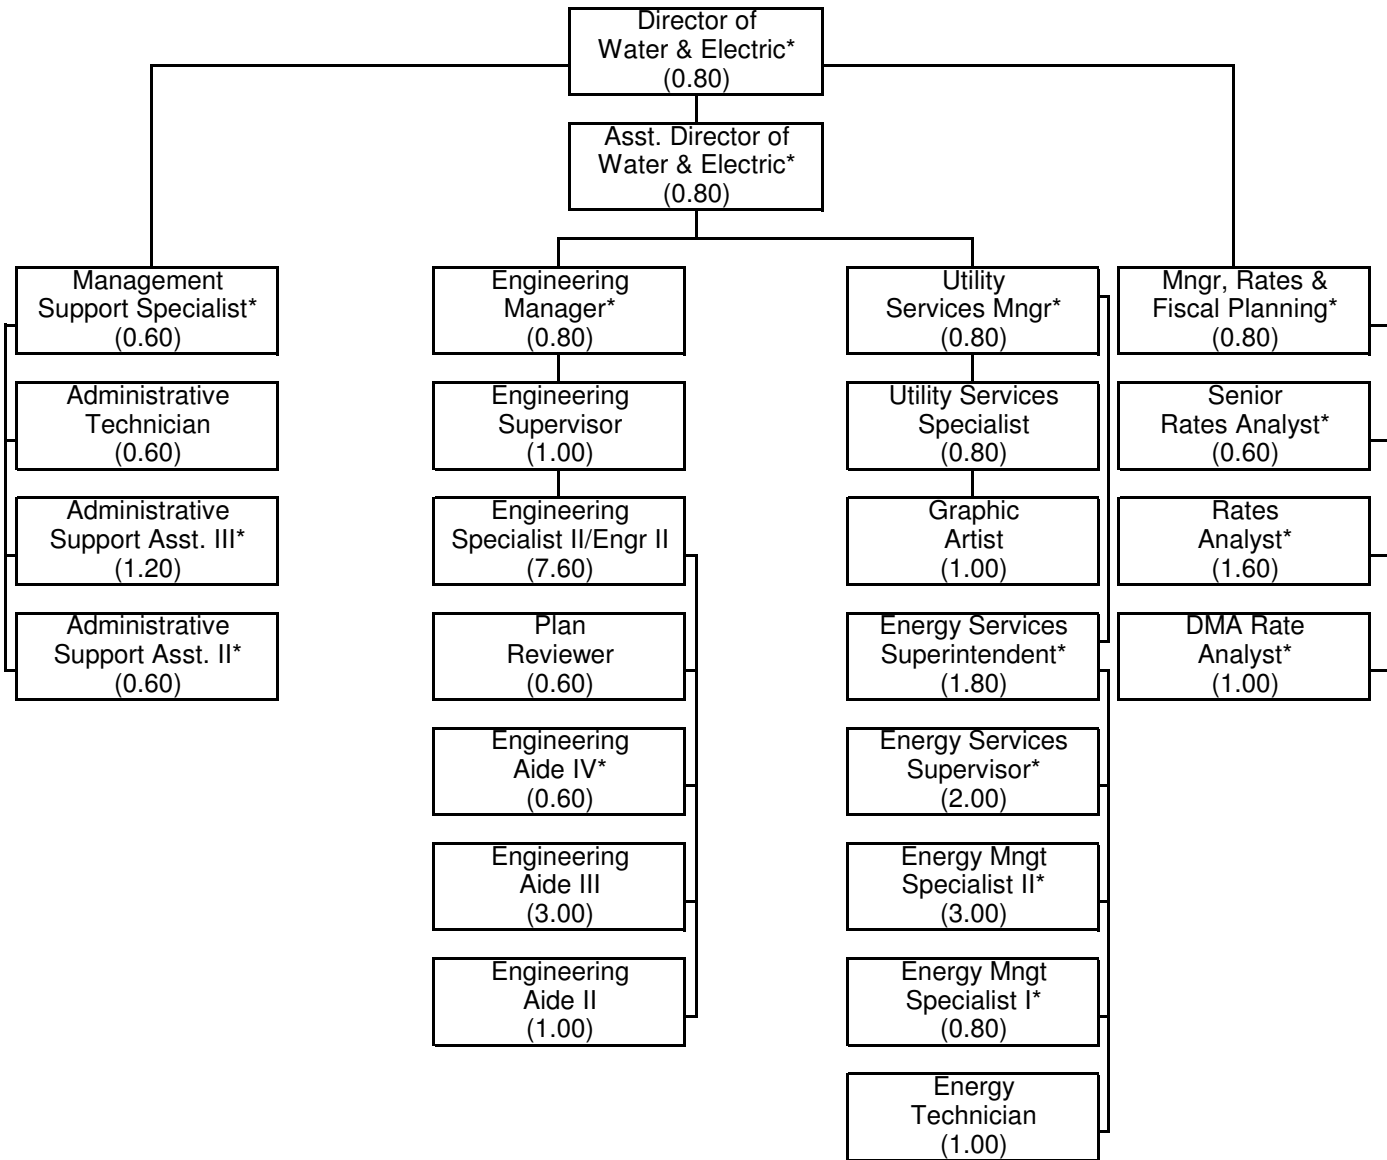 Director of
Water & Electric*
(0.80)
Asst. Director of
Water & Electric*
(0.80)
Management
Support Specialist*
(0.60)
Administrative
Technician
(0.60)
Administrative
Support Asst. III*
(1.20)
Administrative
Support Asst. II*
(0.60)
Engineering
Manager*
(0.80)
Engineering
Supervisor
(1.00)
Engineering
Specialist II/Engr II
(7.60)
Plan
Reviewer
(0.60)
Engineering
Aide IV*
(0.60)
Engineering
Aide III
(3.00)
Engineering
Aide II
(1.00)
Utility
Services Mngr*
(0.80)
Utility Services
Specialist
(0.80)
Graphic
Artist
(1.00)
Energy Services
Superintendent*
(1.80)
Energy Services
Supervisor*
(2.00)
Energy Mngt
Specialist II*
(3.00)
Energy Mngt
Specialist I*
(0.80)
Energy
Technician
(1.00)
Mngr, Rates &
Fiscal Planning*
(0.80)
Senior
Rates Analyst*
(0.60)
Rates
Analyst*
(1.60)
DMA Rate
Analyst*
(1.00)